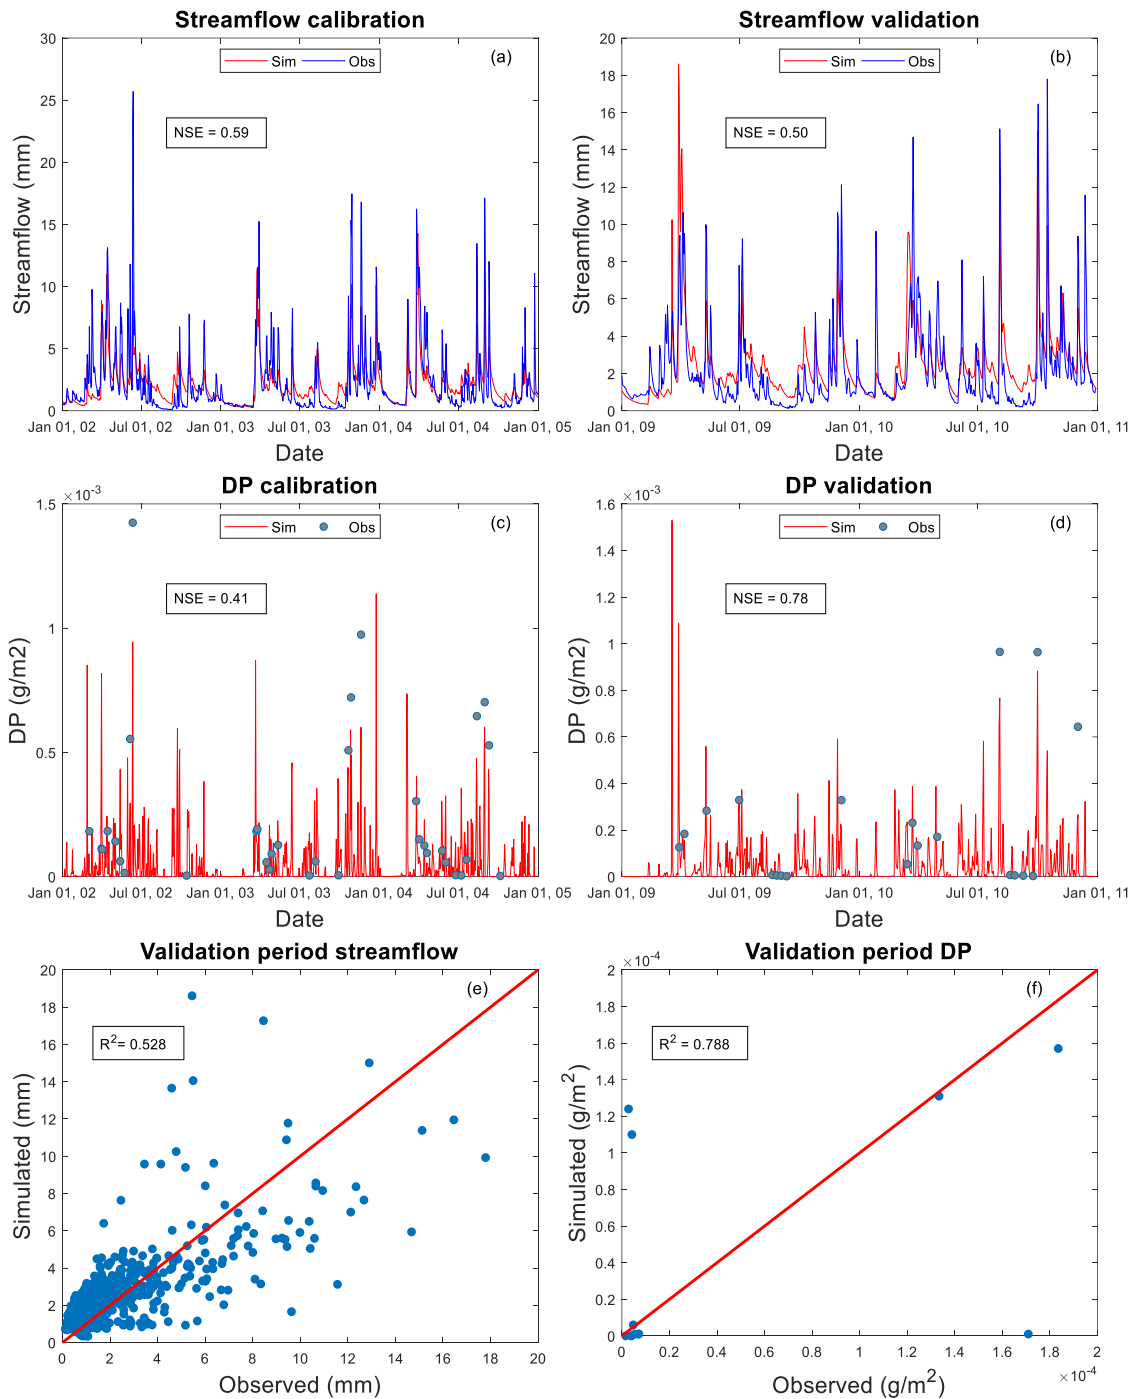 Streamflow calibration
30
25
20
15
10
5
0
Streamflow (mm)
Sim
Obs
(a)
NSE = 0.59
Jan 01, 02
Jul 01, 02
Jan 01, 03
Jul 01, 03
Jan 01, 04
Jul 01, 04
Jan 01, 05
Date
Streamflow validation
20
18
16
14
12
10
8
6
4
2
0
Streamflow (mm)
Sim
Obs
(b)
NSE = 0.50
Jan 01, 09
Jul 01, 09
Jan 01, 10
Jul 01, 10
Jan 01, 11
Date
DP calibration
×10⁻³
1.5
1
0.5
0
DP (g/m2)
Sim
Obs
(c)
NSE = 0.41
Jan 01, 02
Jul 01, 02
Jan 01, 03
Jul 01, 03
Jan 01, 04
Jul 01, 04
Jan 01, 05
Date
DP validation
×10⁻³
1.6
1.4
1.2
1
0.8
0.6
0.4
0.2
0
DP (g/m2)
Sim
Obs
(d)
NSE = 0.78
Jan 01, 09
Jul 01, 09
Jan 01, 10
Jul 01, 10
Jan 01, 11
Date
Validation period streamflow
20
18
16
14
12
10
8
6
4
2
0
Simulated (mm)
(e)
R²= 0.528
0
2
4
6
8
10
12
14
16
18
20
Observed (mm)
Validation period DP
×10⁻⁴
2
1.8
1.6
1.4
1.2
1
0.8
0.6
0.4
0.2
0
Simulated (g/m²)
(f)
R² = 0.788
0
0.2
0.4
0.6
0.8
1
1.2
1.4
1.6
1.8
2
×10⁻⁴
Observed (g/m²)